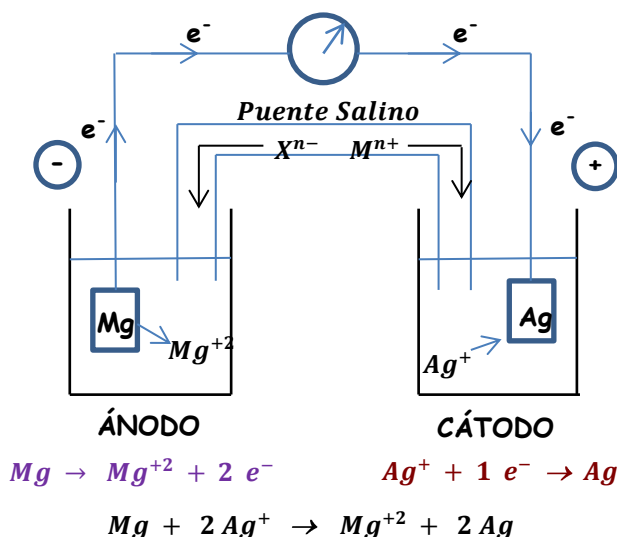 e⁻ e⁻
Puente Salino
e⁻ e⁻
Xⁿ⁻ Mⁿ⁺
- +
Mg Ag
Mg⁺² Ag⁺
ÁNODO CÁTODO
Mg → Mg⁺² + 2 e⁻ Ag⁺ + 1 e⁻ → Ag
Mg + 2 Ag⁺ → Mg⁺² + 2 Ag